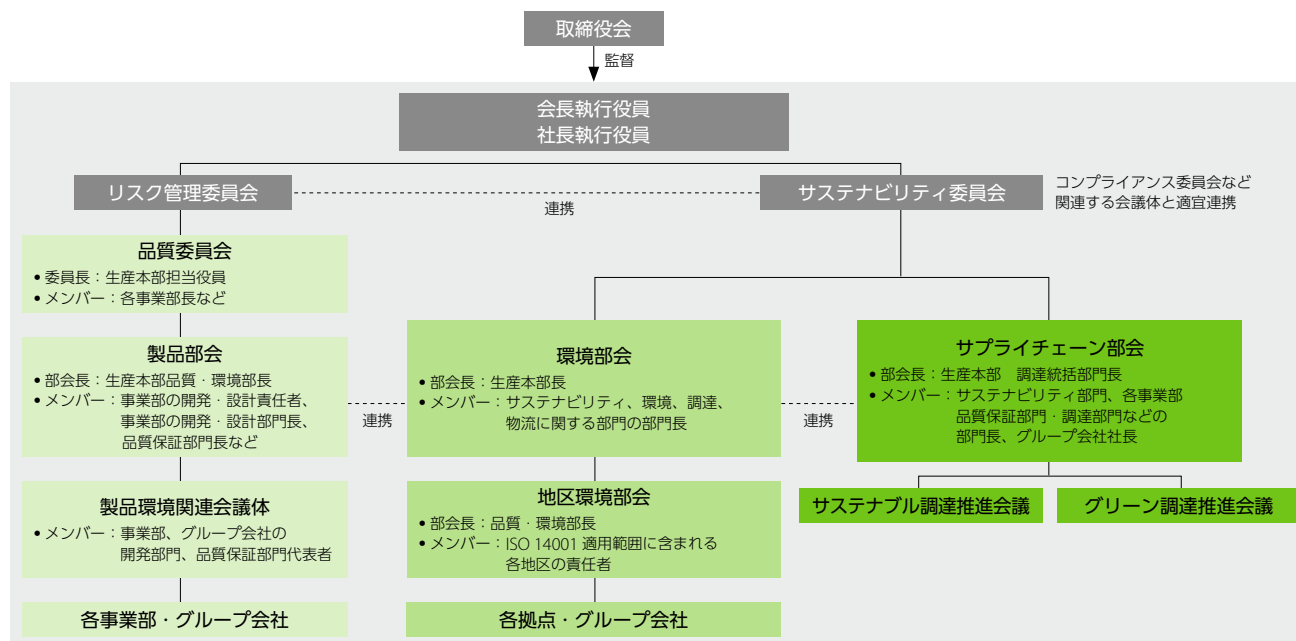 取締役会
監督
会長執行役員
社長執行役員
リスク管理委員会
連携
サステナビリティ委員会
コンプライアンス委員会など
関連する会議体と適宜連携
品質委員会
• 委員長：生産本部担当役員
• メンバー：各事業部長など
製品部会
• 部会長：生産本部品質・環境部長
• メンバー：事業部の開発・設計責任者、
事業部の開発・設計部門長、
品質保証部門長など
連携
環境部会
• 部会長：生産本部長
• メンバー：サステナビリティ、環境、調達、
物流に関する部門の部門長
連携
サプライチェーン部会
• 部会長：生産本部　調達統括部門長
• メンバー：サステナビリティ部門、各事業部
品質保証部門・調達部門などの
部門長、グループ会社社長
製品環境関連会議体
• メンバー：事業部、グループ会社の
開発部門、品質保証部門代表者
地区環境部会
• 部会長：品質・環境部長
• メンバー：ISO 14001 適用範囲に含まれる
各地区の責任者
サステナブル調達推進会議
グリーン調達推進会議
各事業部・グループ会社
各拠点・グループ会社